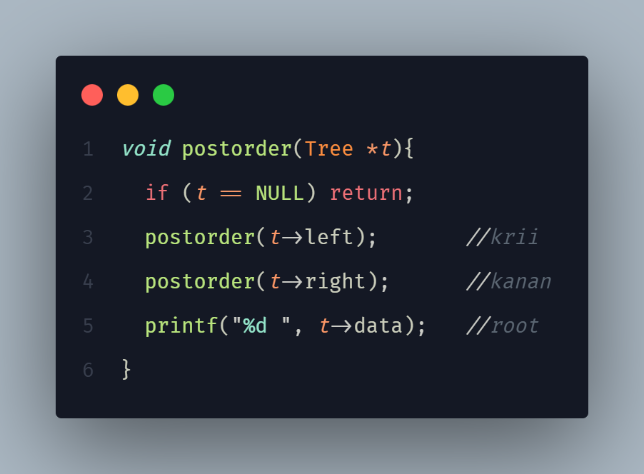 1 void postorder(Tree *t){
2 if (t == NULL) return;
3 postorder(t->left); //krii
4 postorder(t->right); //kanan
5 printf("%d ", t->data); //root
6 }